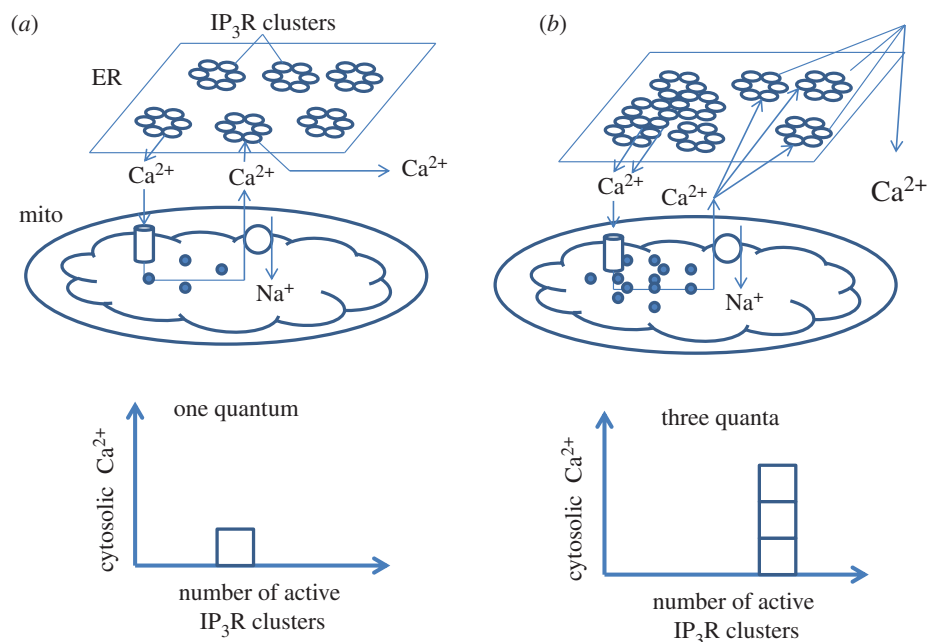 (a)
IP₃R clusters
ER
Ca²⁺
Ca²⁺
Ca²⁺
mito
Na⁺
one quantum
cytosolic Ca²⁺
number of active
IP₃R clusters
(b)
Ca²⁺
Ca²⁺
Ca²⁺
Na⁺
three quanta
cytosolic Ca²⁺
number of active
IP₃R clusters